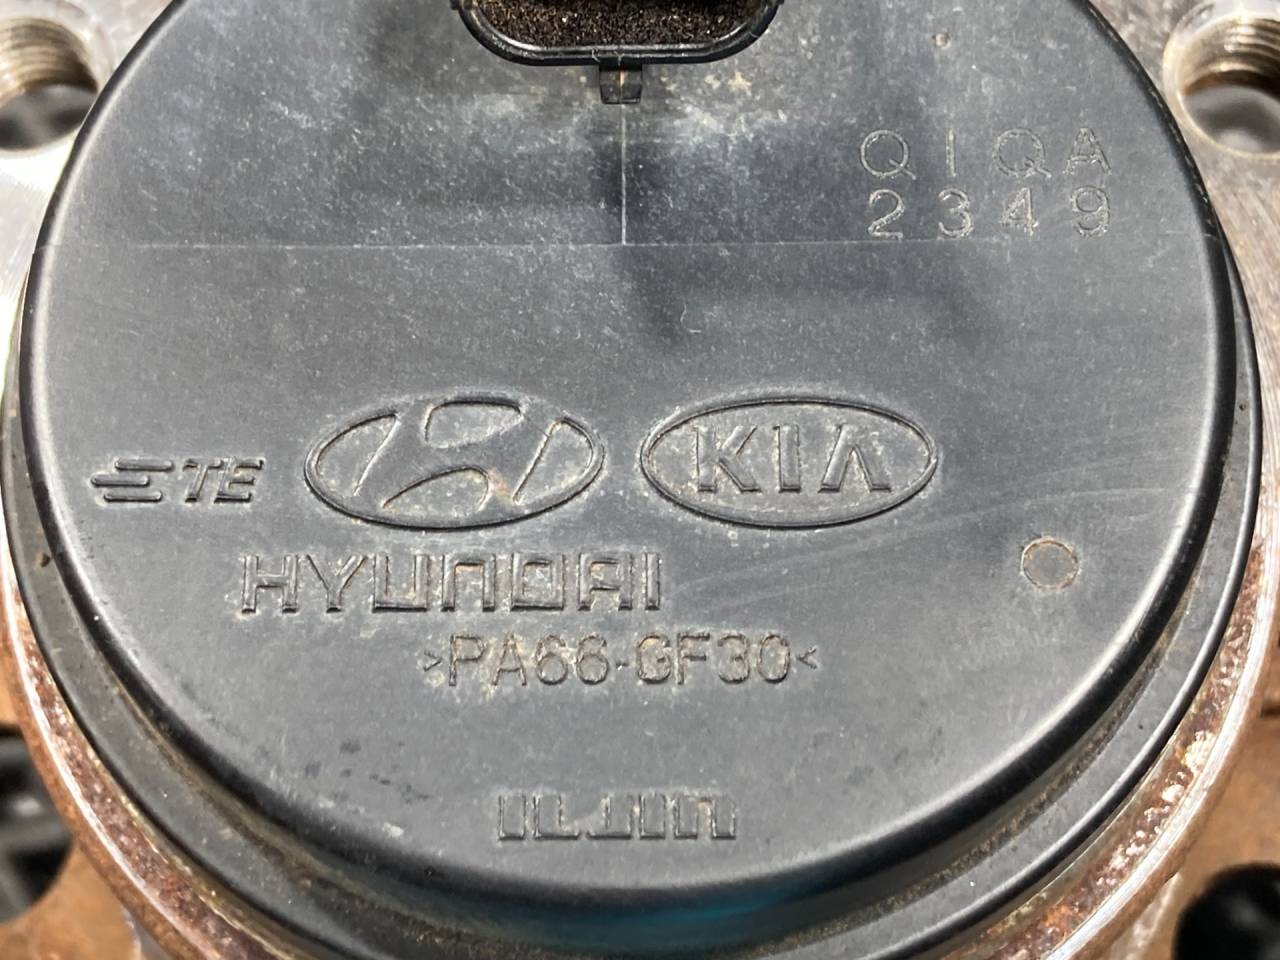 QIQA
2349
TE
KIA
HYUNDAI
>PA66-GF30<
ILJIN